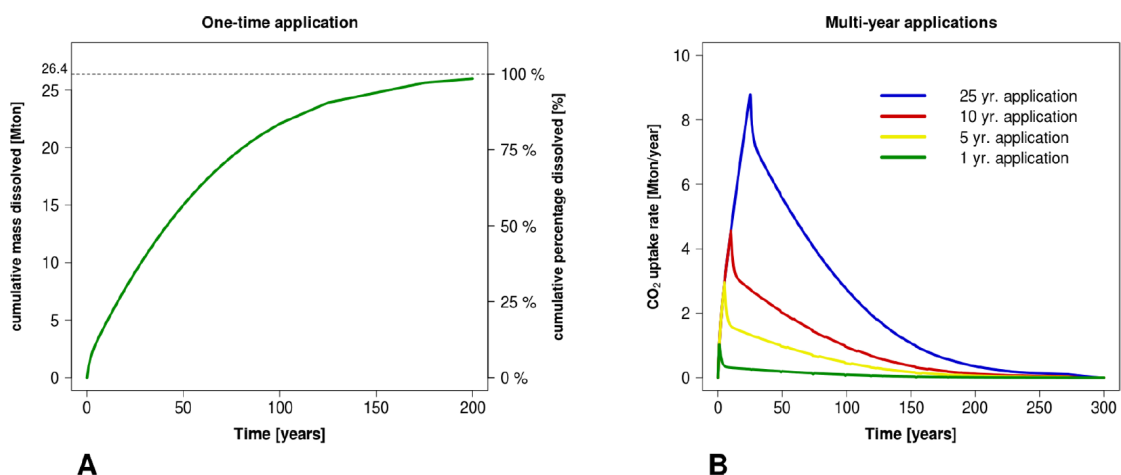 One-time application
cumulative mass dissolved [Mton]
26.4
25
20
15
10
5
0
100 %
75 %
50 %
25 %
0 %
cumulative percentage dissolved [%]
0 50 100 150 200
Time [years]
A
Multi-year applications
CO₂ uptake rate [Mton/year]
10
8
6
4
2
0
25 yr. application
10 yr. application
5 yr. application
1 yr. application
0 50 100 150 200 250 300
Time [years]
B